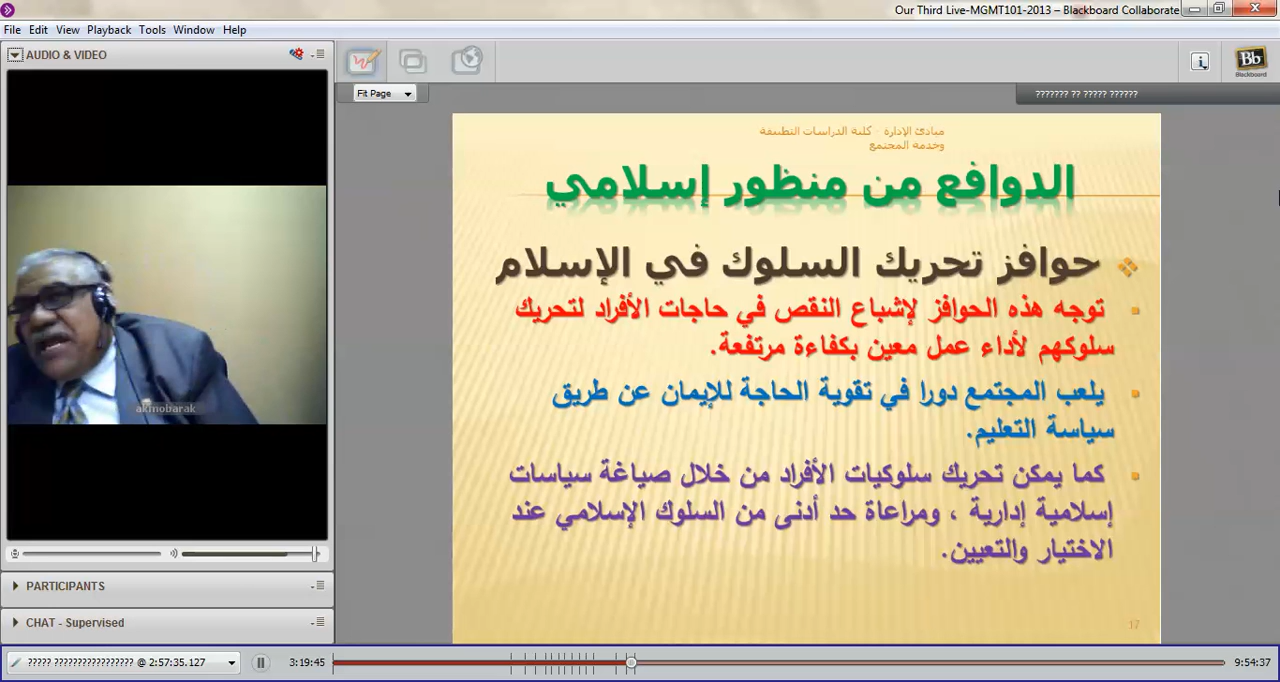 Our Third Live-MGMT101-2013 – Blackboard Collaborate
File Edit View Playback Tools Window Help
AUDIO & VIDEO
akmobarak
PARTICIPANTS
CHAT - Supervised
Fit Page
Bb
Blackboard
??????? ?? ????? ??????
مبادئ الإدارة - كلية الدراسات التطبيقية
وخدمة المجتمع
الدوافع من منظور إسلامي
حوافز تحريك السلوك في الإسلام
توجه هذه الحوافز لإشباع النقص في حاجات الأفراد لتحريك
سلوكهم لأداء عمل معين بكفاءة مرتفعة.
يلعب المجتمع دورا في تقوية الحاجة للإيمان عن طريق
سياسة التعليم.
كما يمكن تحريك سلوكيات الأفراد من خلال صياغة سياسات
إسلامية إدارية ، ومراعاة حد أدنى من السلوك الإسلامي عند
الاختيار والتعيين.
17
????? ????????????????? @ 2:57:35.127
3:19:45
9:54:37